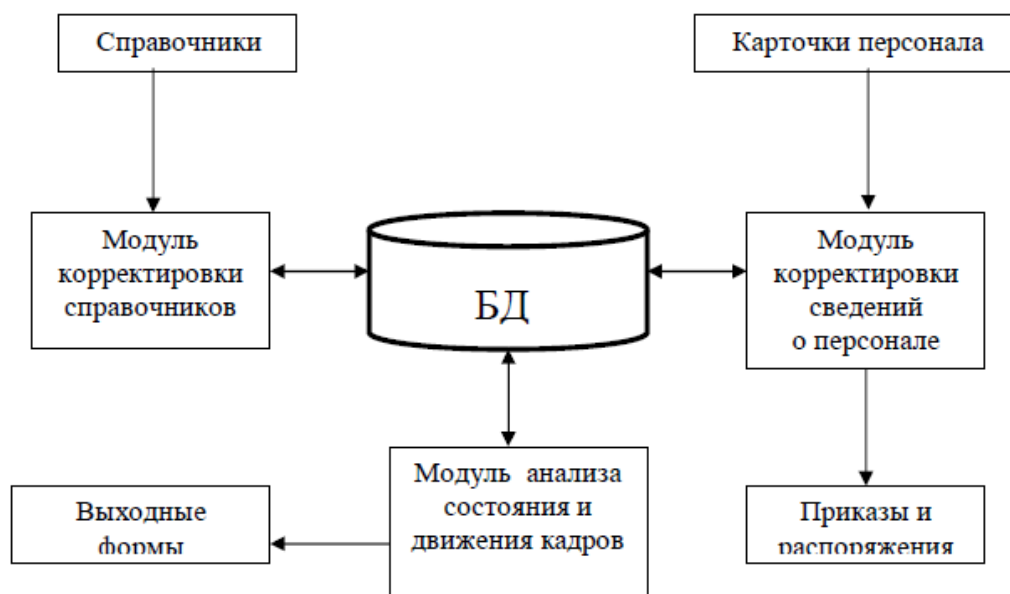 Справочники
Карточки персонала
Модуль
корректировки
справочников
БД
Модуль
корректировки
сведений
о персонале
Модуль анализа
состояния и
движения кадров
Выходные
формы
Приказы и
распоряжения